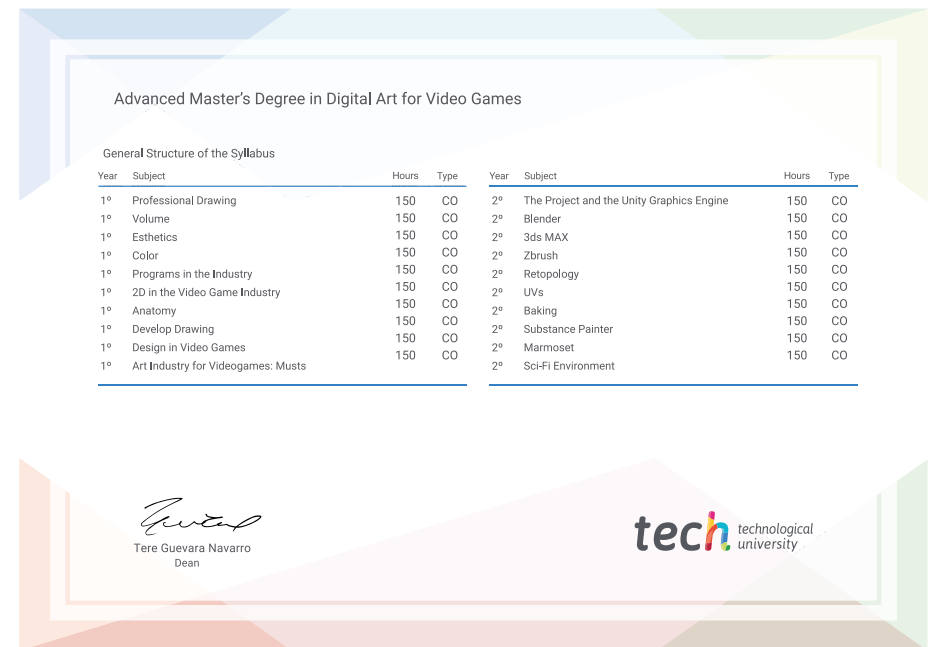 Advanced Master's Degree in Digital Art for Video Games
General Structure of the Syllabus
Year Subject Hours Type
1º Professional Drawing 150 CO
1º Volume 150 CO
1º Esthetics 150 CO
1º Color 150 CO
1º Programs in the Industry 150 CO
1º 2D in the Video Game Industry 150 CO
1º Anatomy 150 CO
1º Develop Drawing 150 CO
1º Design in Video Games 150 CO
1º Art Industry for Videogames: Musts 150 CO
Year Subject Hours Type
2º The Project and the Unity Graphics Engine 150 CO
2º Blender 150 CO
2º 3ds MAX 150 CO
2º Zbrush 150 CO
2º Retopology 150 CO
2º UVs 150 CO
2º Baking 150 CO
2º Substance Painter 150 CO
2º Marmoset 150 CO
2º Sci-Fi Environment 150 CO
Tere Guevara Navarro
Dean
tech technological
university